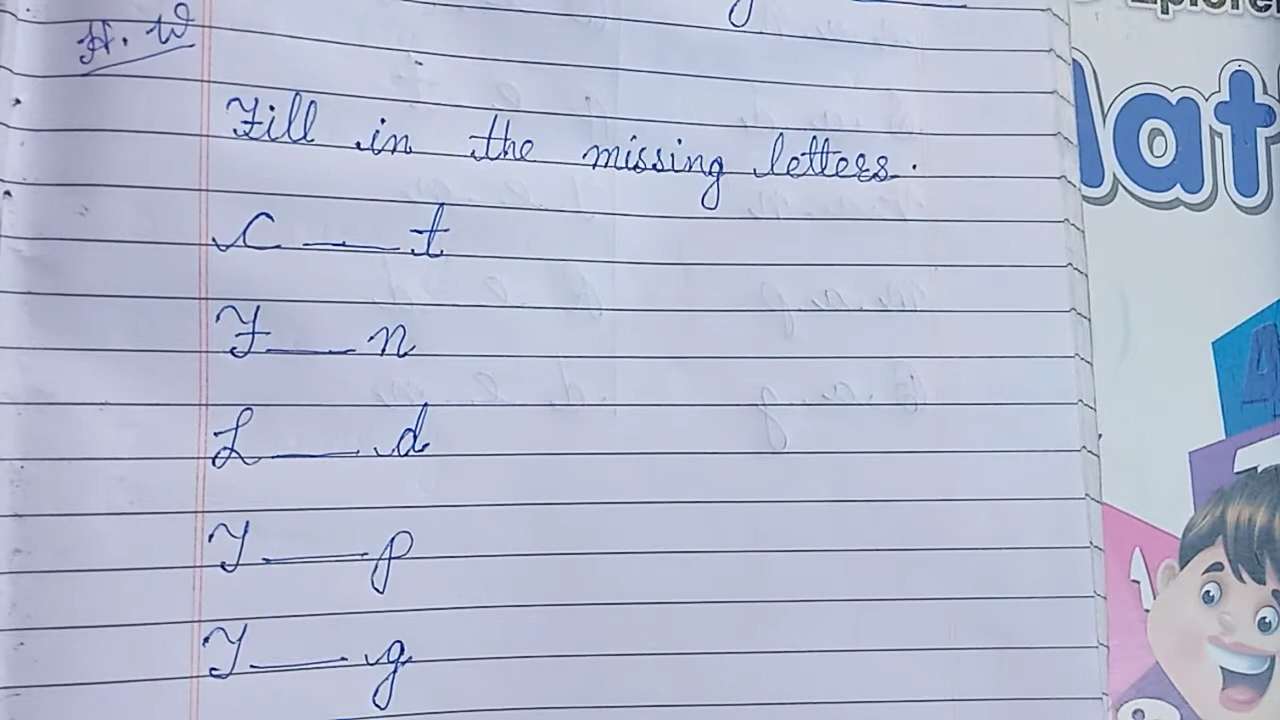 H.W
Fill in the missing letters.
C __ t
F __ n
L __ d
T __ p
T __ g